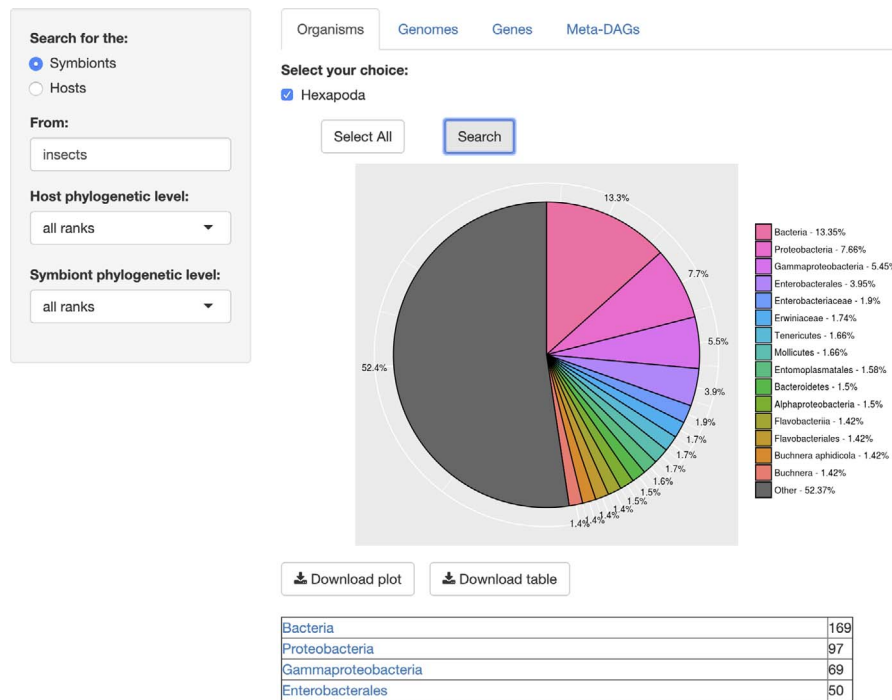 Search for the:
Symbionts
Hosts
From:
insects
Host phylogenetic level:
all ranks
Symbiont phylogenetic level:
all ranks
Organisms Genomes Genes Meta-DAGs
Select your choice:
Hexapoda
Select All Search
13.3%
7.7%
5.5%
3.9%
1.9%
1.7%
1.7%
1.7%
1.6%
1.5%
1.5%
1.4%
1.4%
1.4%
1.4%
52.4%
Bacteria - 13.35%
Proteobacteria - 7.66%
Gammaproteobacteria - 5.45%
Enterobacterales - 3.95%
Enterobacteriaceae - 1.9%
Erwiniaceae - 1.74%
Tenericutes - 1.66%
Mollicutes - 1.66%
Entomoplasmatales - 1.58%
Bacteroidetes - 1.5%
Alphaproteobacteria - 1.5%
Flavobacteriia - 1.42%
Flavobacteriales - 1.42%
Buchnera aphidicola - 1.42%
Buchnera - 1.42%
Other - 52.37%
Download plot Download table
Bacteria 169
Proteobacteria 97
Gammaproteobacteria 69
Enterobacterales 50